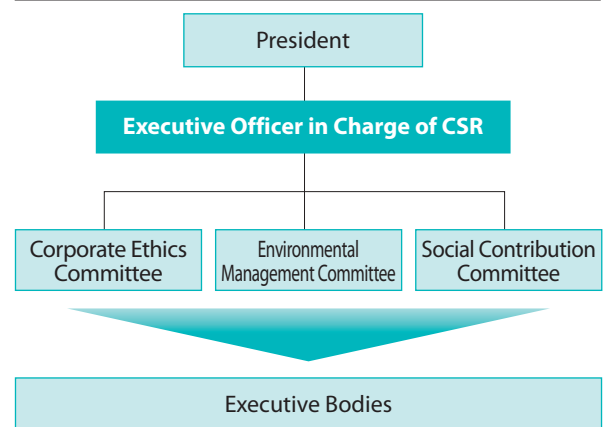 President
Executive Officer in Charge of CSR
Corporate Ethics
Committee
Environmental
Management Committee
Social Contribution
Committee
Executive Bodies